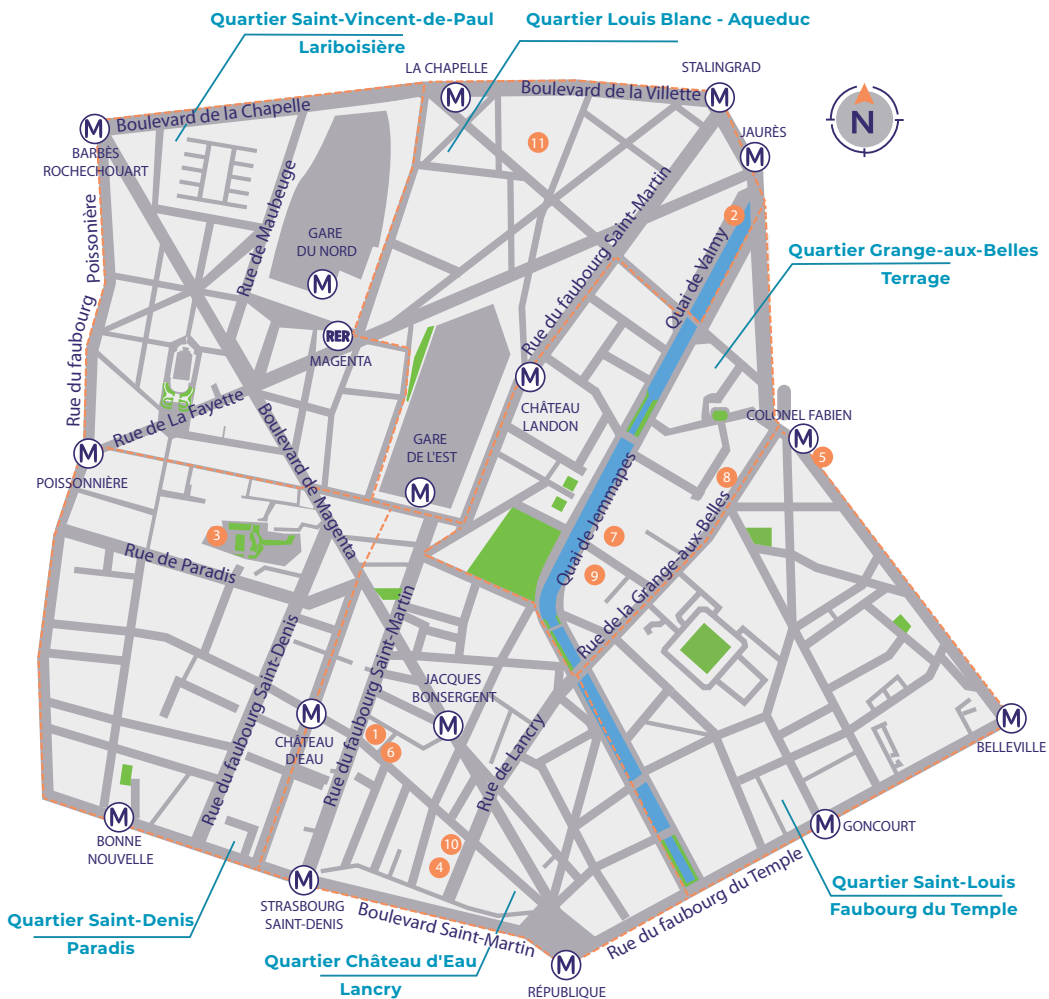 Quartier Saint-Vincent-de-Paul
Lariboisière
Quartier Louis Blanc - Aqueduc
LA CHAPELLE
STALINGRAD
M
M
Boulevard de la Villette
Boulevard de la Chapelle
M
BARBÈS
ROCHECHOUART
N
JAURÈS
M
11
2
Rue du faubourg Poissonière
Rue de Maubeuge
GARE
DU NORD
M
Rue du faubourg Saint-Martin
Quai de Valmy
Quartier Grange-aux-Belles
Terrage
RER
MAGENTA
M
CHÂTEAU
LANDON
Rue de La Fayette
Boulevard de Magenta
GARE
DE L'EST
M
COLONEL FABIEN
M
5
M
POISSONNIÈRE
8
3
Rue de Paradis
Quai de Jemmapes
7
9
Rue de la Grange-aux-Belles
Rue du faubourg Saint-Denis
Rue du faubourg Saint-Martin
JACQUES
BONSERGENT
M
M
CHÂTEAU
D'EAU
1
6
Rue de Lancry
M
BELLEVILLE
M
BONNE
NOUVELLE
M
GONCOURT
10
4
M
STRASBOURG
SAINT-DENIS
Boulevard Saint-Martin
Rue du faubourg du Temple
M
RÉPUBLIQUE
Quartier Saint-Louis
Faubourg du Temple
Quartier Saint-Denis
Paradis
Quartier Château d'Eau
Lancry